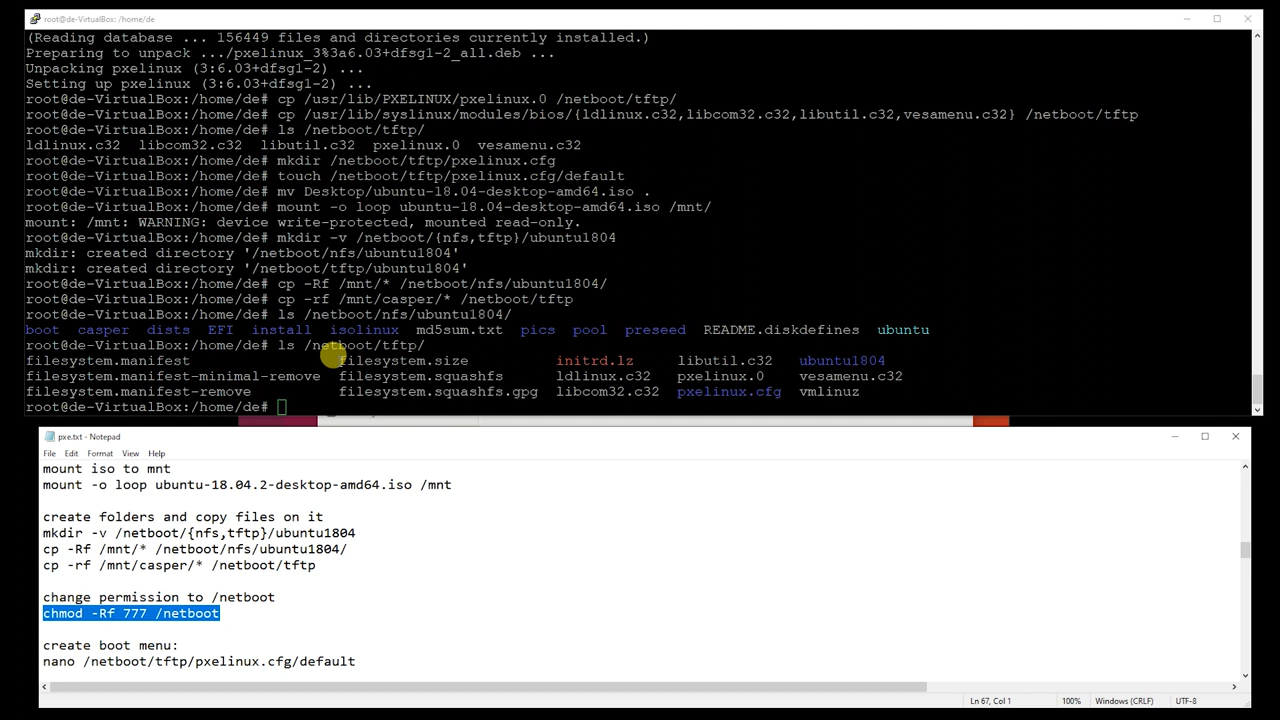 root@de-VirtualBox: /home/de
(Reading database ... 156449 files and directories currently installed.)
Preparing to unpack .../pxelinux_3%3a6.03+dfsg1-2_all.deb ...
Unpacking pxelinux (3:6.03+dfsg1-2) ...
Setting up pxelinux (3:6.03+dfsg1-2) ...
root@de-VirtualBox:/home/de# cp /usr/lib/PXELINUX/pxelinux.0 /netboot/tftp/
root@de-VirtualBox:/home/de# cp /usr/lib/syslinux/modules/bios/{ldlinux.c32,libcom32.c32,libutil.c32,vesamenu.c32} /netboot/tftp
root@de-VirtualBox:/home/de# ls /netboot/tftp/
ldlinux.c32  libcom32.c32  libutil.c32  pxelinux.0  vesamenu.c32
root@de-VirtualBox:/home/de# mkdir /netboot/tftp/pxelinux.cfg
root@de-VirtualBox:/home/de# touch /netboot/tftp/pxelinux.cfg/default
root@de-VirtualBox:/home/de# mv Desktop/ubuntu-18.04-desktop-amd64.iso .
root@de-VirtualBox:/home/de# mount -o loop ubuntu-18.04-desktop-amd64.iso /mnt/
mount: /mnt: WARNING: device write-protected, mounted read-only.
root@de-VirtualBox:/home/de# mkdir -v /netboot/{nfs,tftp}/ubuntu1804
mkdir: created directory '/netboot/nfs/ubuntu1804'
mkdir: created directory '/netboot/tftp/ubuntu1804'
root@de-VirtualBox:/home/de# cp -Rf /mnt/* /netboot/nfs/ubuntu1804/
root@de-VirtualBox:/home/de# cp -rf /mnt/casper/* /netboot/tftp
root@de-VirtualBox:/home/de# ls /netboot/nfs/ubuntu1804/
boot  casper  dists  EFI  install  isolinux  md5sum.txt  pics  pool  preseed  README.diskdefines  ubuntu
root@de-VirtualBox:/home/de# ls /netboot/tftp/
filesystem.manifest  filesystem.size  initrd.lz  libutil.c32  ubuntu1804
filesystem.manifest-minimal-remove  filesystem.squashfs  ldlinux.c32  pxelinux.0  vesamenu.c32
filesystem.manifest-remove  filesystem.squashfs.gpg  libcom32.c32  pxelinux.cfg  vmlinuz
root@de-VirtualBox:/home/de#
pxe.txt - Notepad
File Edit Format View Help
mount iso to mnt
mount -o loop ubuntu-18.04.2-desktop-amd64.iso /mnt
create folders and copy files on it
mkdir -v /netboot/{nfs,tftp}/ubuntu1804
cp -Rf /mnt/* /netboot/nfs/ubuntu1804/
cp -rf /mnt/casper/* /netboot/tftp
change permission to /netboot
chmod -Rf 777 /netboot
create boot menu:
nano /netboot/tftp/pxelinux.cfg/default
Ln 67, Col 1 100% Windows (CRLF) UTF-8